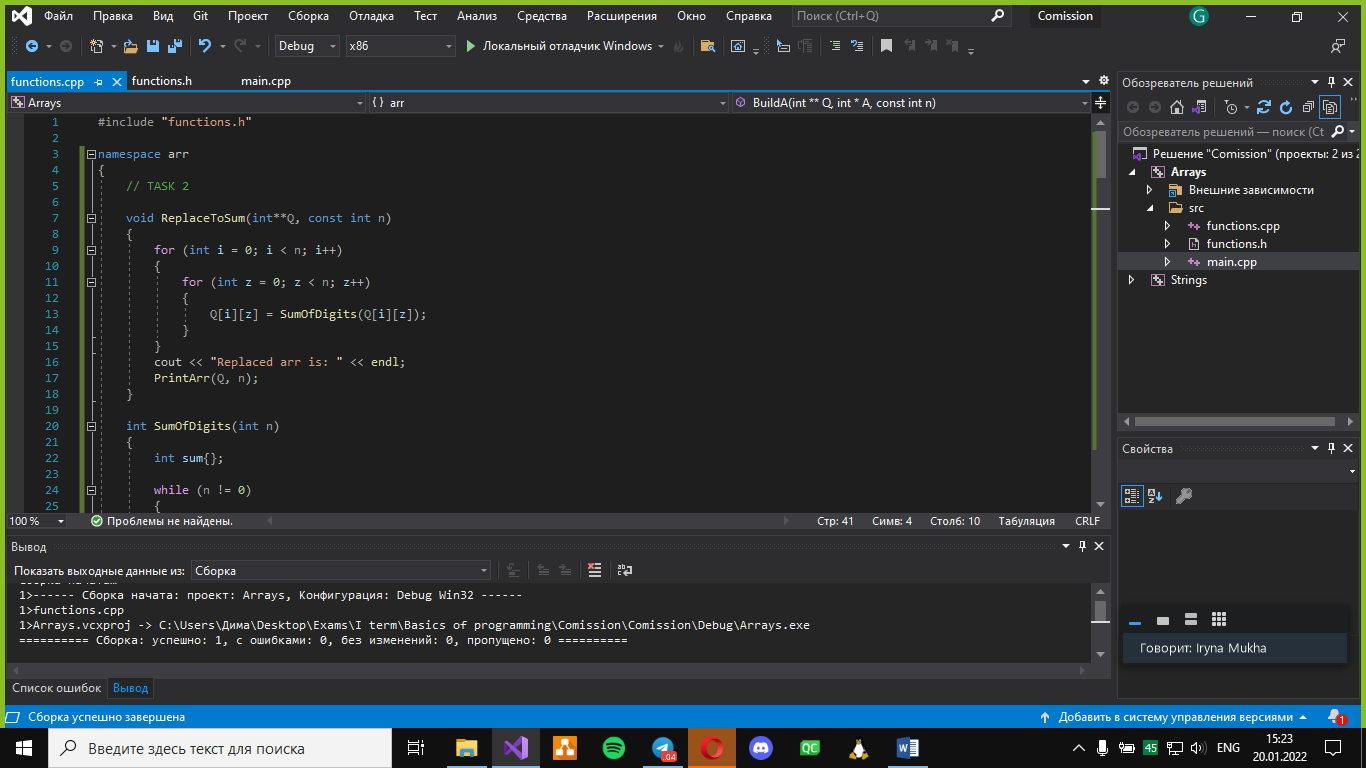 Файл Правка Вид Git Проект Сборка Отладка Тест Анализ Средства Расширения Окно Справка Поиск (Ctrl+Q) Comission G
Debug x86 Локальный отладчик Windows
functions.cpp functions.h main.cpp
Arrays {} arr BuildA(int ** Q, int * A, const int n)
1 #include "functions.h"
2
3 namespace arr
4 {
5 // TASK 2
6
7 void ReplaceToSum(int**Q, const int n)
8 {
9 for (int i = 0; i < n; i++)
10 {
11 for (int z = 0; z < n; z++)
12 {
13 Q[i][z] = SumOfDigits(Q[i][z]);
14 }
15 }
16 cout << "Replaced arr is: " << endl;
17 PrintArr(Q, n);
18 }
19
20 int SumOfDigits(int n)
21 {
22 int sum{};
23
24 while (n != 0)
25 {
100 % Проблемы не найдены. Стр: 41 Симв: 4 Столб: 10 Табуляция CRLF
Вывод
Показать выходные данные из: Сборка
1>------ Сборка начата: проект: Arrays, Конфигурация: Debug Win32 ------
1>functions.cpp
1>Arrays.vcxproj -> C:\Users\Дима\Desktop\Exams\I term\Basics of programming\Comission\Comission\Debug\Arrays.exe
========== Сборка: успешно: 1, с ошибками: 0, без изменений: 0, пропущено: 0 ==========
Список ошибок Вывод
Обозреватель решений
Обозреватель решений — поиск (Ct
Решение "Comission" (проекты: 2 из 2
Arrays
Внешние зависимости
src
functions.cpp
functions.h
main.cpp
Strings
Свойства
Говорит: Iryna Mukha
Сборка успешно завершена Добавить в систему управления версиями 1
Введите здесь текст для поиска .04 QC 45 ENG 15:23
20.01.2022